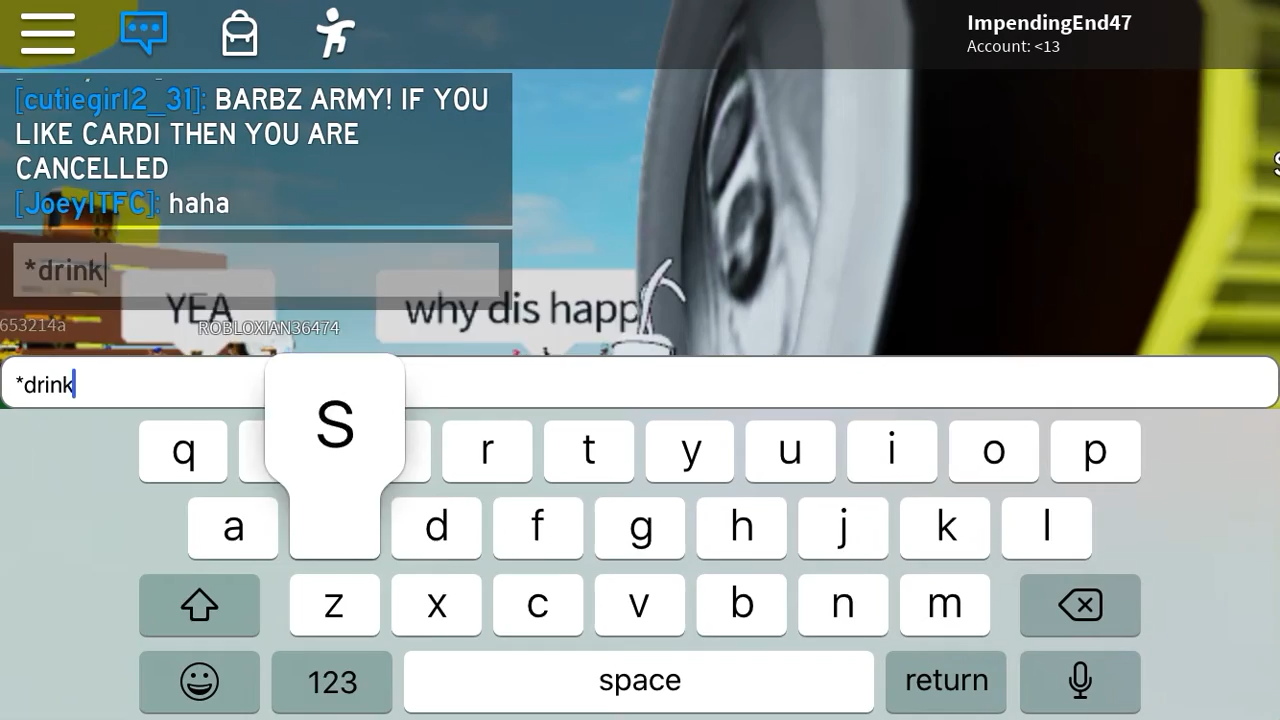 ImpendingEnd47
Account: <13
[cutiegirl2_31]: BARBZ ARMY! IF YOU
LIKE CARDI THEN YOU ARE
CANCELLED
[JoeyITFC]: haha
*drink
YEA
why dis happ
653214a
ROBLOXIAN36474
*drink
S
q r t y u i o p
a d f g h j k l
z x c v b n m
123 space return